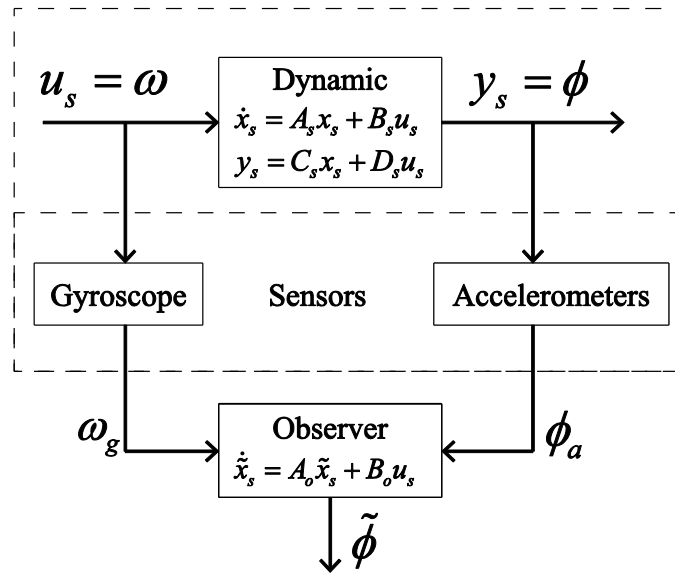 u_s = ω
Dynamic
ẋ_s = A_s x_s + B_s u_s
y_s = C_s x_s + D_s u_s
y_s = ϕ
Gyroscope
Sensors
Accelerometers
ω_g
Observer
x̃̇_s = A_o x̃_s + B_o u_s
ϕ_a
ϕ̃